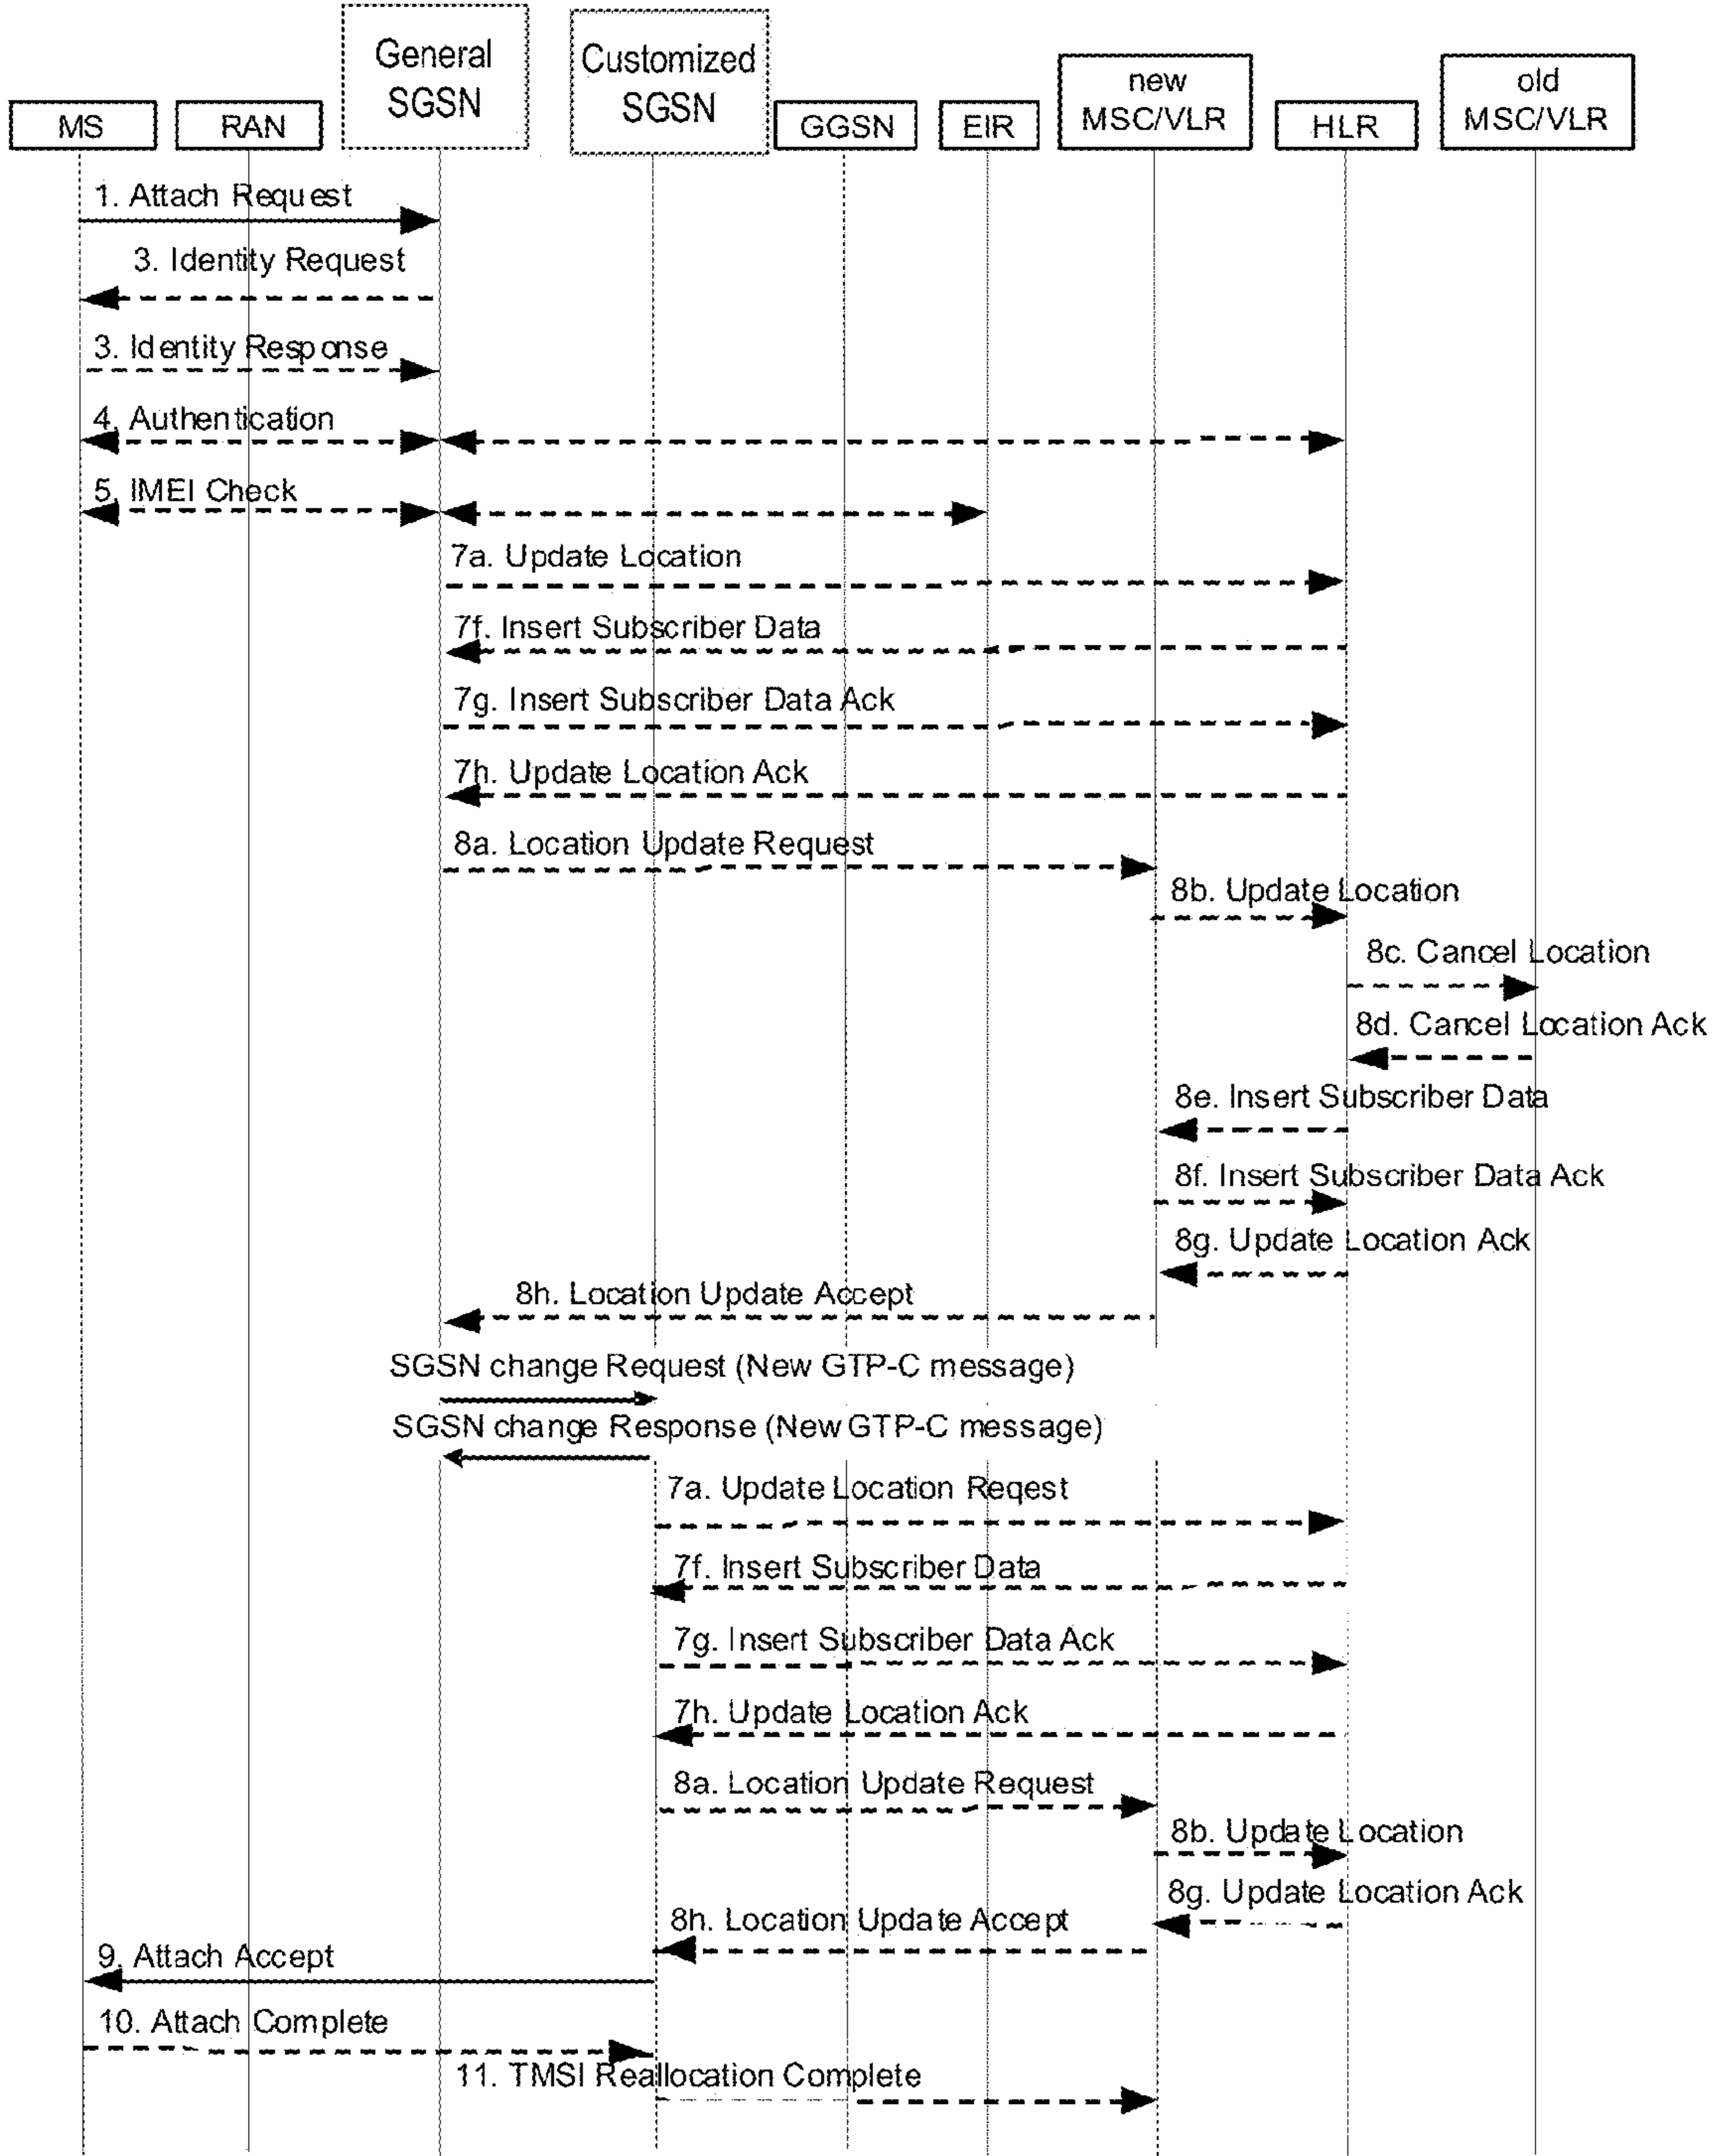 General
SGSN
Customized
SGSN
new
MSC/VLR
old
MSC/VLR
MS
RAN
GGSN
EIR
HLR
1. Attach Request
3. Identity Request
3. Identity Response
4. Authentication
5. IMEI Check
7a. Update Location
7f. Insert Subscriber Data
7g. Insert Subscriber Data Ack
7h. Update Location Ack
8a. Location Update Request
8b. Update Location
8c. Cancel Location
8d. Cancel Location Ack
8e. Insert Subscriber Data
8f. Insert Subscriber Data Ack
8g. Update Location Ack
8h. Location Update Accept
SGSN change Request (New GTP-C message)
SGSN change Response (New GTP-C message)
7a. Update Location Reqest
7f. Insert Subscriber Data
7g. Insert Subscriber Data Ack
7h. Update Location Ack
8a. Location Update Request
8b. Update Location
8g. Update Location Ack
8h. Location Update Accept
9. Attach Accept
10. Attach Complete
11. TMSI Reallocation Complete